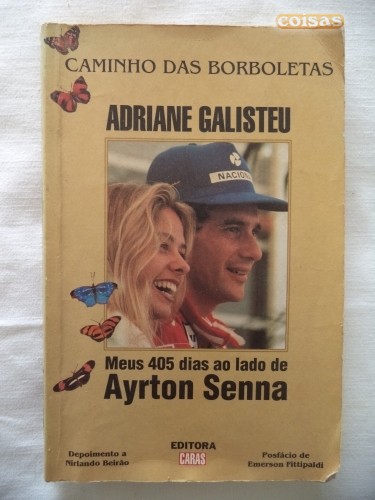 coisas
CAMINHO DAS BORBOLETAS
ADRIANE GALISTEU
NACIONAL
Meus 405 dias ao lado de
Ayrton Senna
Depoimento a
Nirlando Beirão
EDITORA
CARAS
Posfácio de
Emerson Fittipaldi